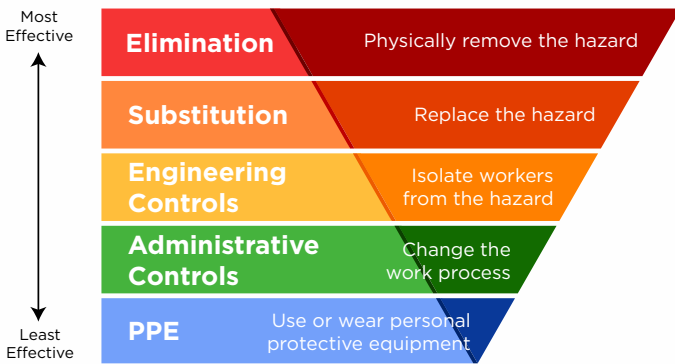 Most
Effective
Elimination
Physically remove the hazard
Substitution
Replace the hazard
Engineering
Controls
Isolate workers
from the hazard
Administrative
Controls
Change the
work process
PPE
Use or wear personal
protective equipment
Least
Effective